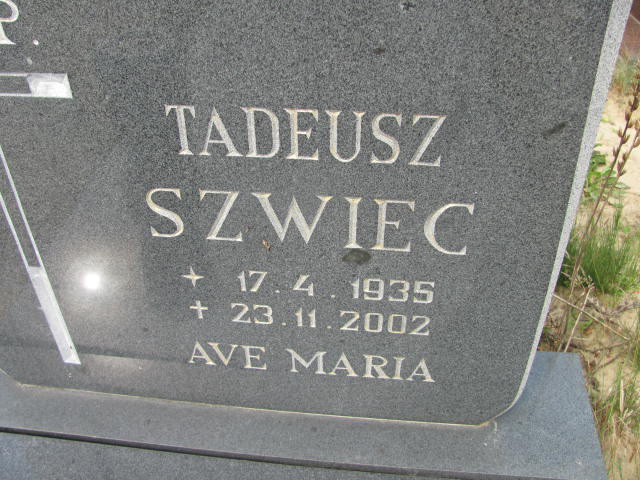 P.
TADEUSZ
SZWIEC
17.4.1935
✝ 23.11.2002
AVE MARIA